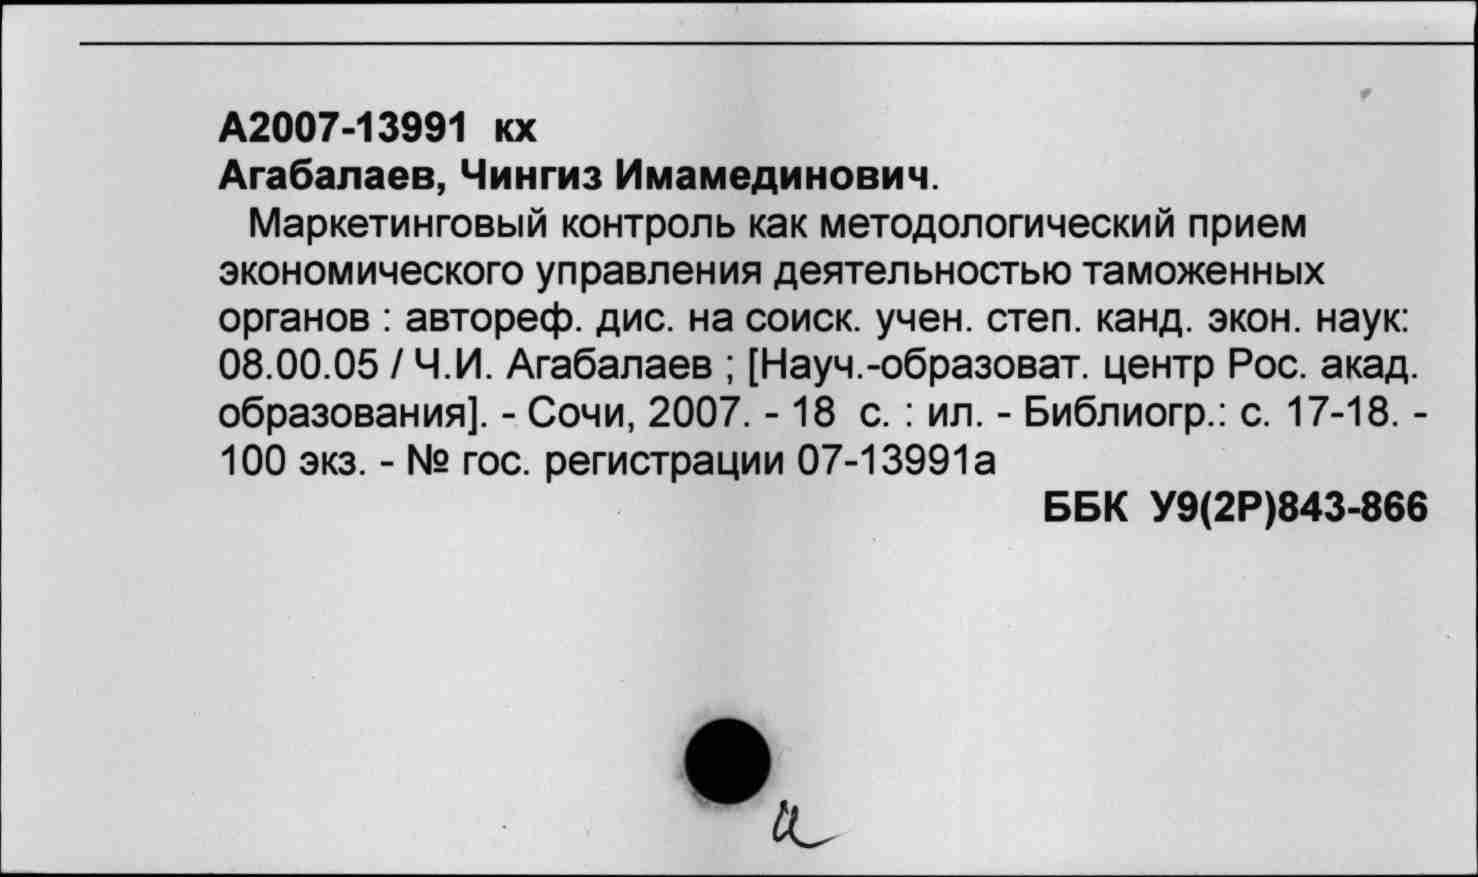 А2007-13991 кх
Агабалаев, Чингиз Имамединович.
Маркетинговый контроль как методологический прием
экономического управления деятельностью таможенных
органов : автореф. дис. на соиск. учен. степ. канд. экон. наук:
08.00.05 / Ч.И. Агабалаев ; [Науч.-образоват. центр Рос. акад.
образования]. - Сочи, 2007. - 18 с. : ил. - Библиогр.: с. 17-18. -
100 экз. - № гос. регистрации 07-13991а
ББК У9(2Р)843-866